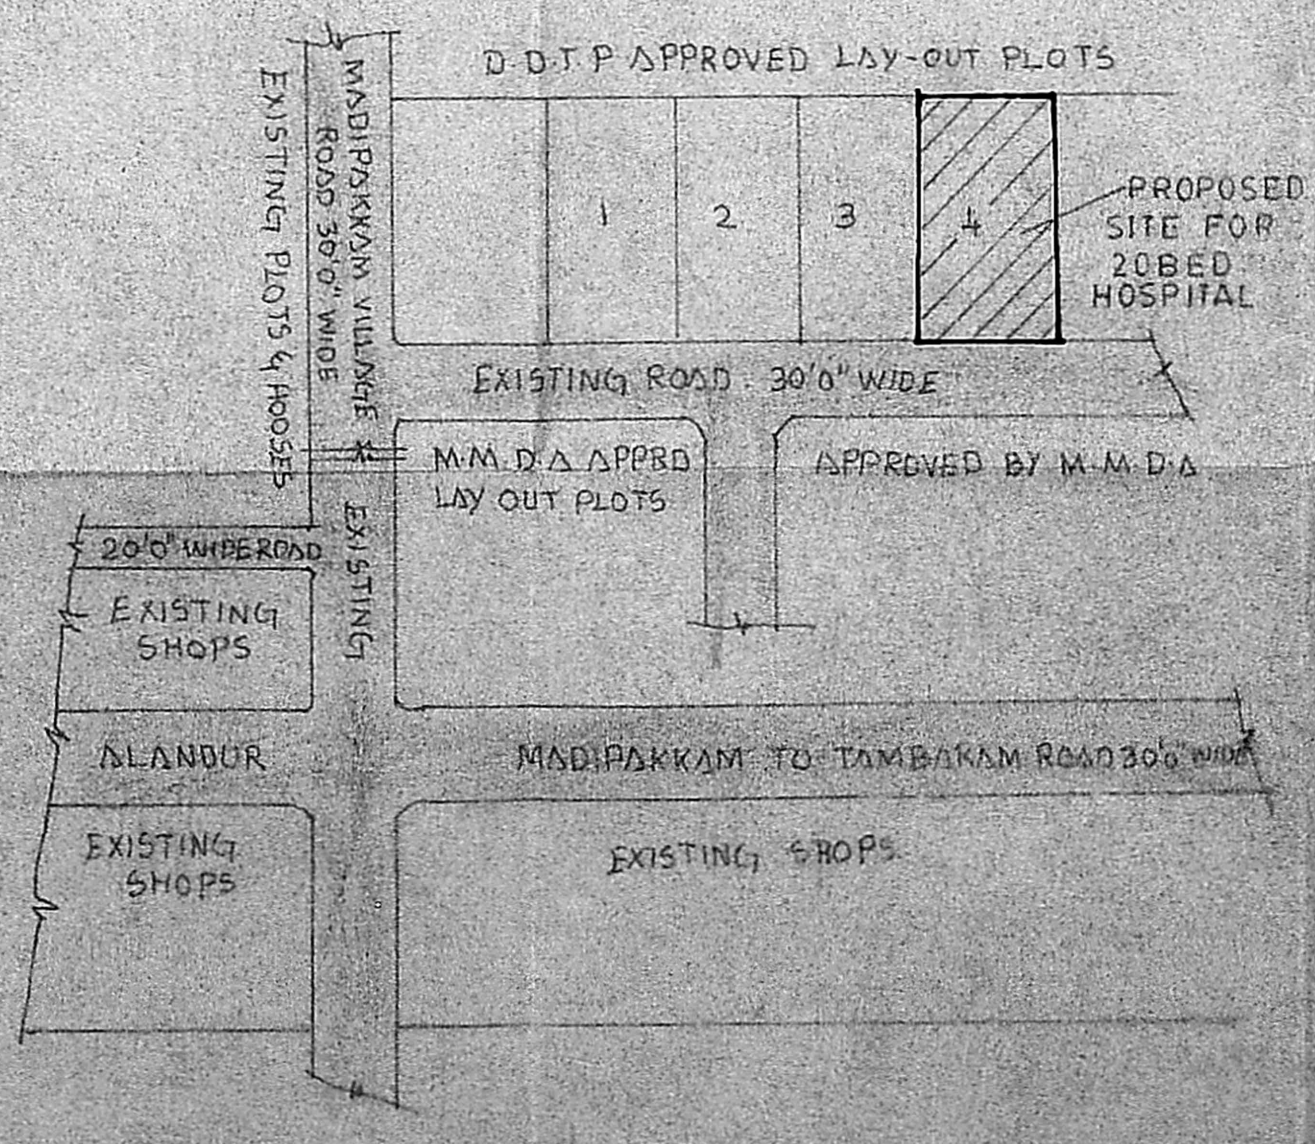 D.D.T.P APPROVED LAY-OUT PLOTS
EXISTING PLOTS & HOOSES
MADIPAKKAM VILLAGE
ROAD 30'0" WIDE
1
2
3
4
PROPOSED
SITE FOR
20BED
HOSPITAL
EXISTING ROAD. 30'0" WIDE
M.M.D.A APPRD
LAY OUT PLOTS
APPROVED BY M.M.D.A
EXISTING
20'0" WIDE ROAD
EXISTING
SHOPS
ALANDUR
MADIPAKKAM TO TAMBARAM ROAD 30'0" WIDE
EXISTING
SHOPS
EXISTING SHOPS